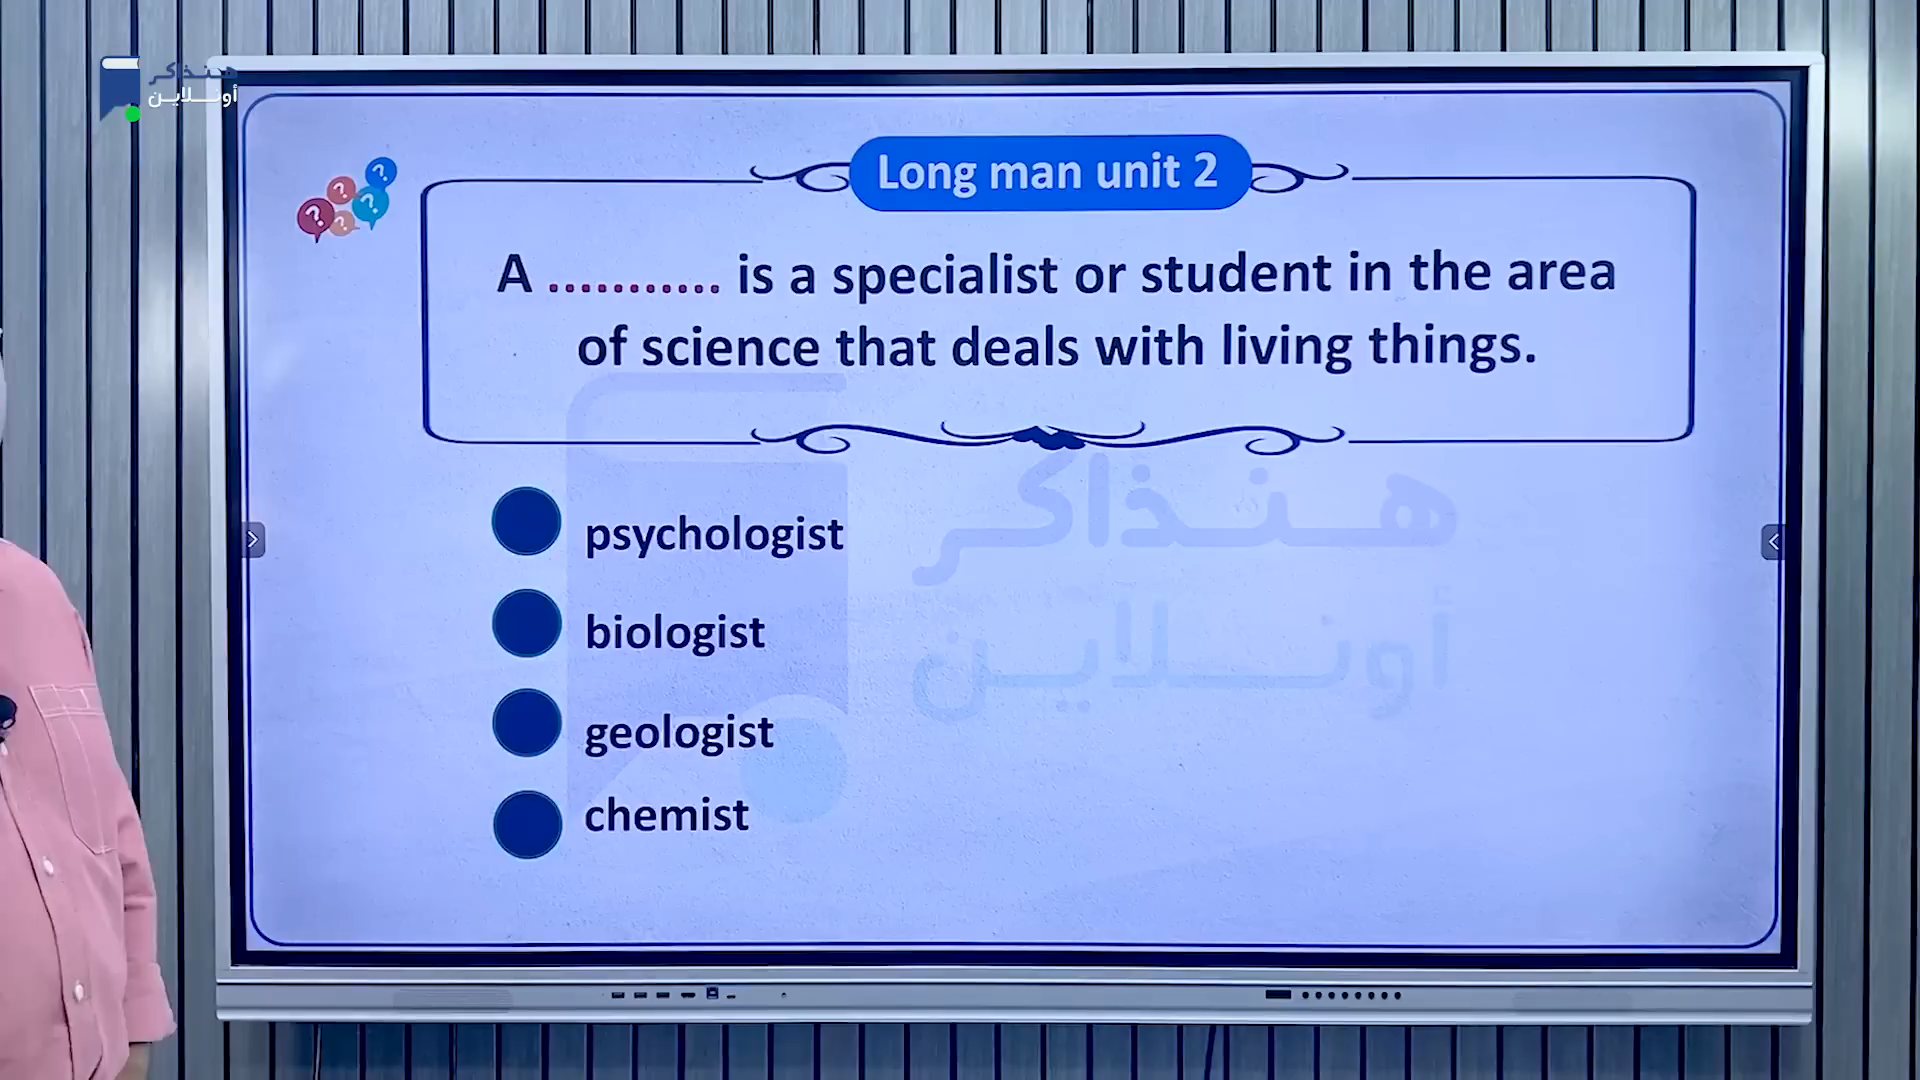 هنذاكر
أونلاين
Long man unit 2
A ........... is a specialist or student in the area
of science that deals with living things.
psychologist
biologist
geologist
chemist
هنذاكر
أونلاين